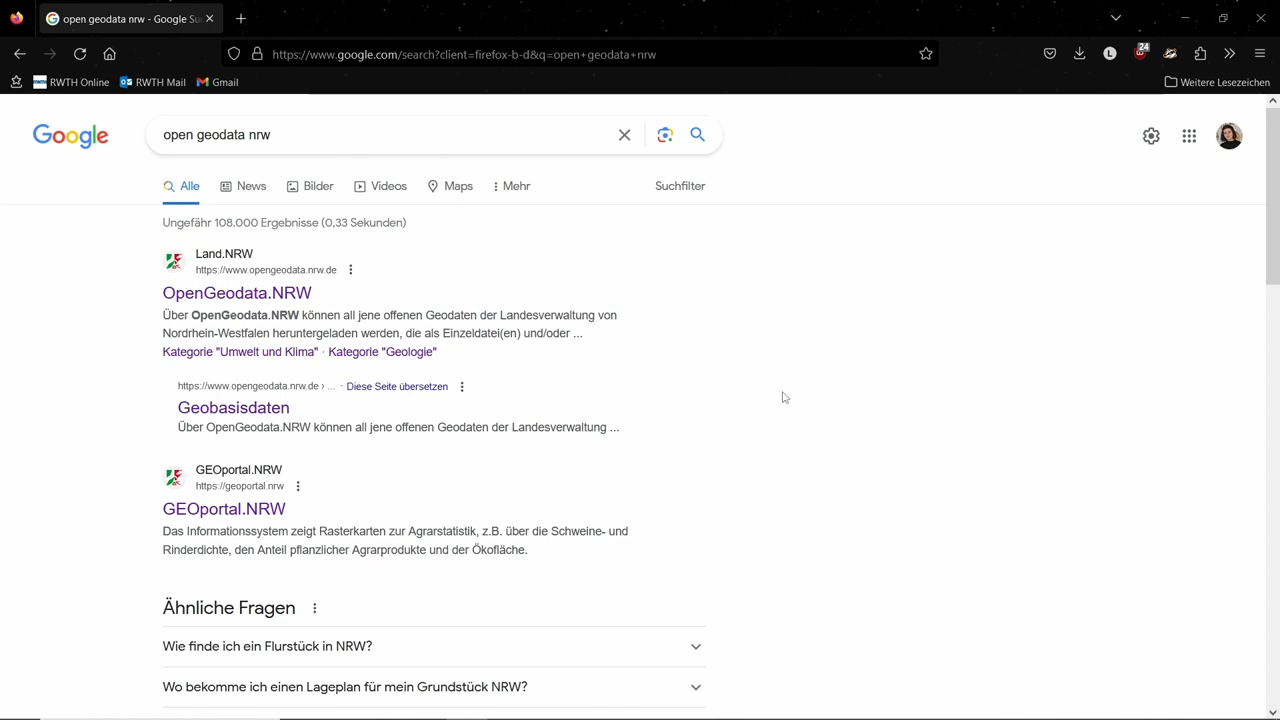 open geodata nrw - Google Su
https://www.google.com/search?client=firefox-b-d&q=open+geodata+nrw
24
RWTH Online
RWTH Mail
Gmail
Weitere Lesezeichen
Google
open geodata nrw
Alle
News
Bilder
Videos
Maps
Mehr
Suchfilter
Ungefähr 108.000 Ergebnisse (0,33 Sekunden)
Land.NRW
https://www.opengeodata.nrw.de
OpenGeodata.NRW
Über OpenGeodata.NRW können all jene offenen Geodaten der Landesverwaltung von
Nordrhein-Westfalen heruntergeladen werden, die als Einzeldatei(en) und/oder ...
Kategorie "Umwelt und Klima" · Kategorie "Geologie"
https://www.opengeodata.nrw.de › ... · Diese Seite übersetzen
Geobasisdaten
Über OpenGeodata.NRW können all jene offenen Geodaten der Landesverwaltung ...
GEOportal.NRW
https://geoportal.nrw
GEOportal.NRW
Das Informationssystem zeigt Rasterkarten zur Agrarstatistik, z.B. über die Schweine- und
Rinderdichte, den Anteil pflanzlicher Agrarprodukte und der Ökofläche.
Ähnliche Fragen
Wie finde ich ein Flurstück in NRW?
Wo bekomme ich einen Lageplan für mein Grundstück NRW?